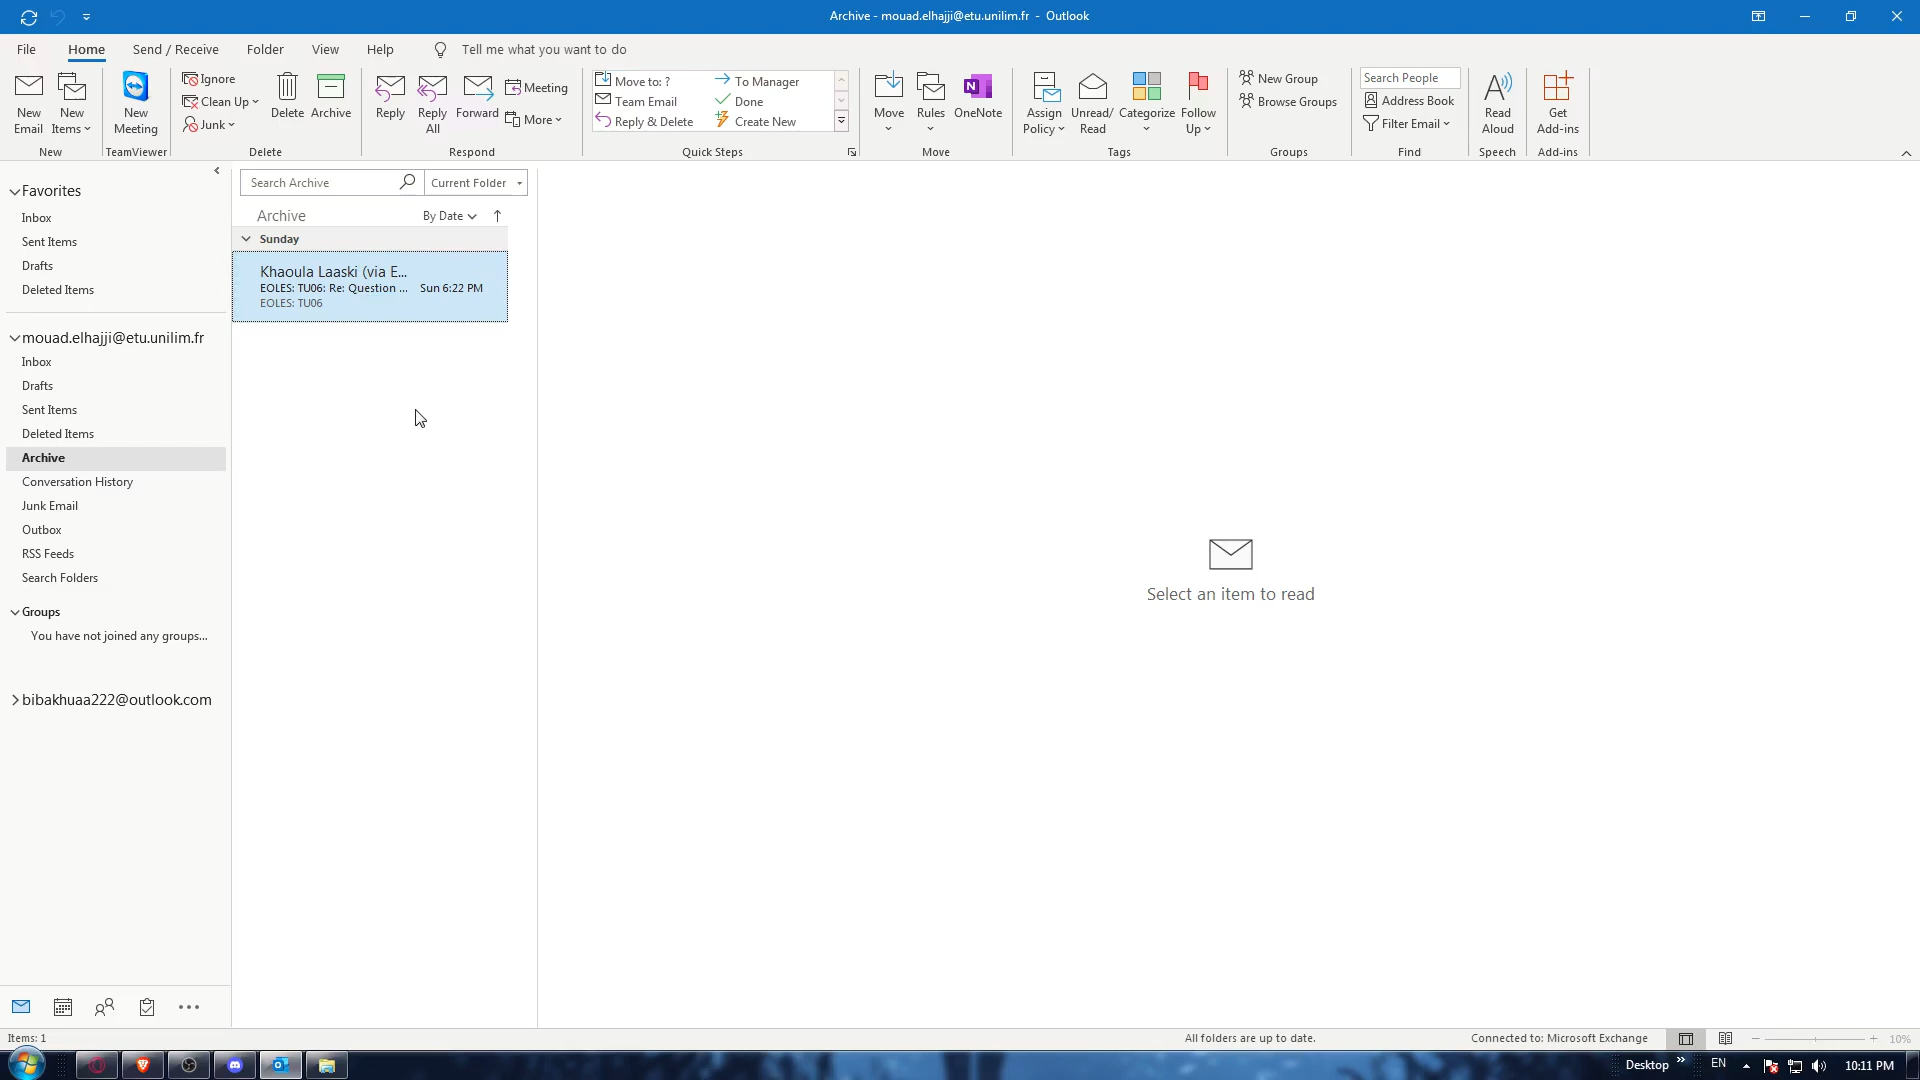 Archive - mouad.elhajji@etu.unilim.fr - Outlook
File Home Send / Receive Folder View Help Tell me what you want to do
New Email
New Items
New
New Meeting
TeamViewer
Ignore
Clean Up
Junk
Delete
Archive
Delete
Reply
Reply All
Forward
Meeting
More
Respond
Move to: ?
Team Email
Reply & Delete
To Manager
Done
Create New
Quick Steps
Move
Rules
OneNote
Move
Assign Policy
Unread/ Read
Categorize
Follow Up
Tags
New Group
Browse Groups
Groups
Search People
Address Book
Filter Email
Find
Read Aloud
Speech
Get Add-ins
Add-ins
Favorites
Inbox
Sent Items
Drafts
Deleted Items
mouad.elhajji@etu.unilim.fr
Inbox
Drafts
Sent Items
Deleted Items
Archive
Conversation History
Junk Email
Outbox
RSS Feeds
Search Folders
Groups
You have not joined any groups...
bibakhuaa222@outlook.com
Search Archive
Current Folder
Archive
By Date
Sunday
Khaoula Laaski (via E...
EOLES: TU06: Re: Question ... Sun 6:22 PM
EOLES: TU06
Select an item to read
Items: 1
All folders are up to date.
Connected to: Microsoft Exchange
10%
Desktop
EN
10:11 PM